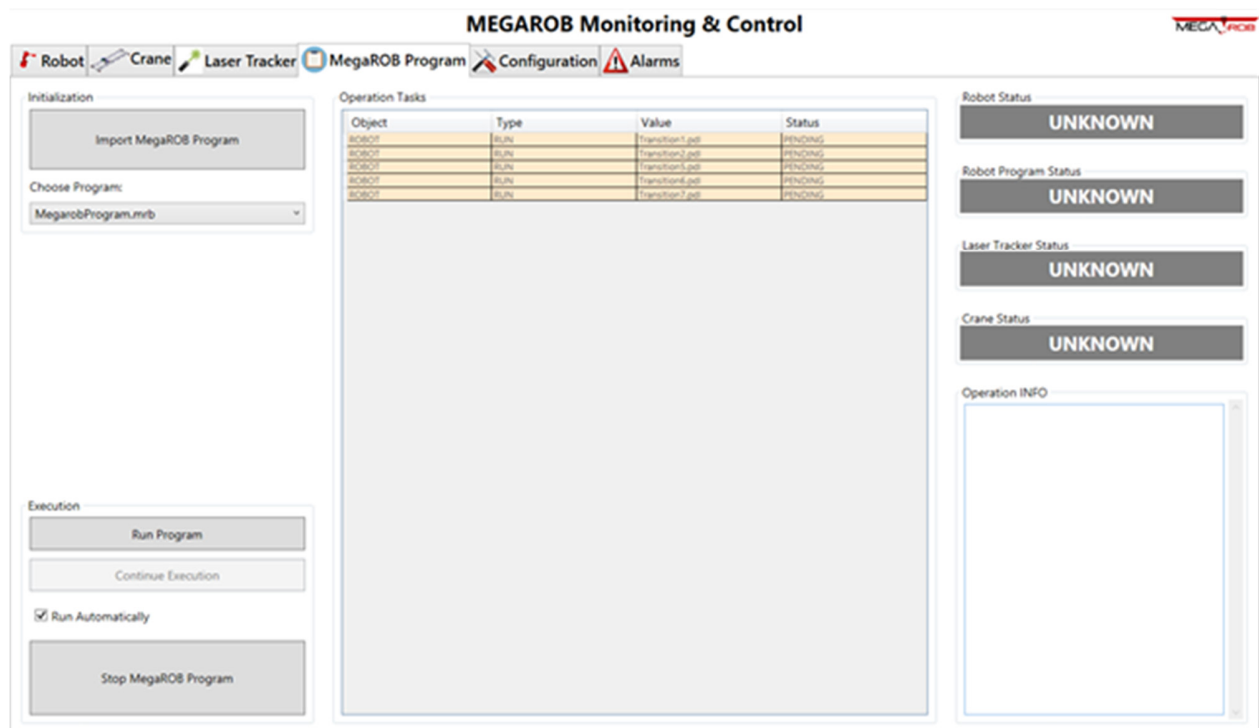 MEGAROB Monitoring & Control
MEGAROB
Robot
Crane
Laser Tracker
MegaROB Program
Configuration
Alarms
Initialization
Import MegaROB Program
Choose Program:
MegarobProgram.mrb
Execution
Run Program
Continue Execution
Run Automatically
Stop MegaROB Program
Operation Tasks
Object Type Value Status
ROBOT RUN Transition1.pdl PENDING
ROBOT RUN Transition2.pdl PENDING
ROBOT RUN Transition5.pdl PENDING
ROBOT RUN Transition6.pdl PENDING
ROBOT RUN Transition7.pdl PENDING
Robot Status
UNKNOWN
Robot Program Status
UNKNOWN
Laser Tracker Status
UNKNOWN
Crane Status
UNKNOWN
Operation INFO